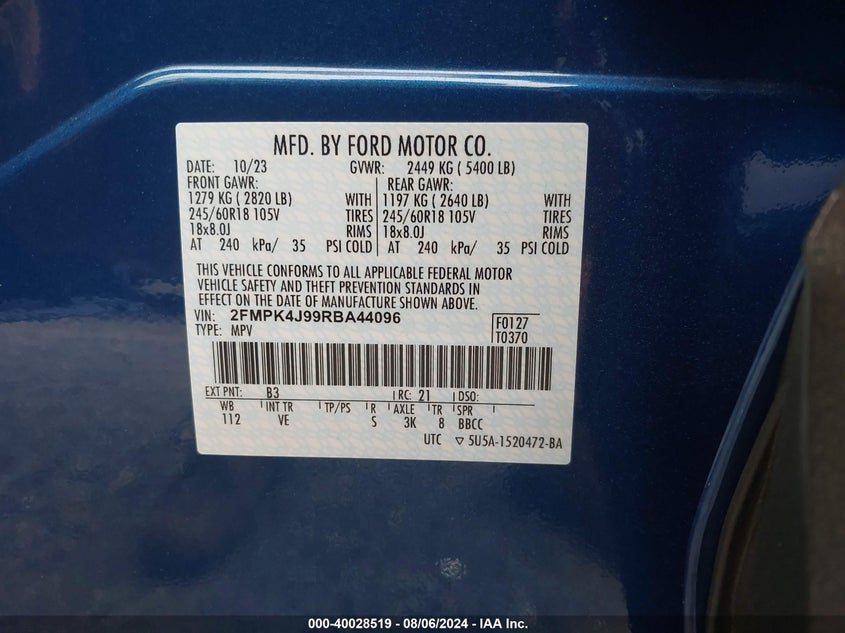 MFD. BY FORD MOTOR CO.
DATE: 10/23 GVWR: 2449 KG ( 5400 LB)
FRONT GAWR: REAR GAWR:
1279 KG ( 2820 LB) WITH 1197 KG ( 2640 LB) WITH
245/60R18 105V TIRES 245/60R18 105V TIRES
18x8.0J RIMS 18x8.0J RIMS
AT 240 kPa/ 35 PSI COLD AT 240 kPa/ 35 PSI COLD
THIS VEHICLE CONFORMS TO ALL APPLICABLE FEDERAL MOTOR
VEHICLE SAFETY AND THEFT PREVENTION STANDARDS IN
EFFECT ON THE DATE OF MANUFACTURE SHOWN ABOVE.
VIN: 2FMPK4J99RBA44096 F0127
TYPE: MPV T0370
EXT PNT: B3 RC: 21 DSO:
WB INT TR TP/PS R AXLE TR SPR
112 VE S 3K 8 BBCC
UTC ▽ 5U5A-1520472-BA
000-40028519 - 08/06/2024 - IAA Inc.